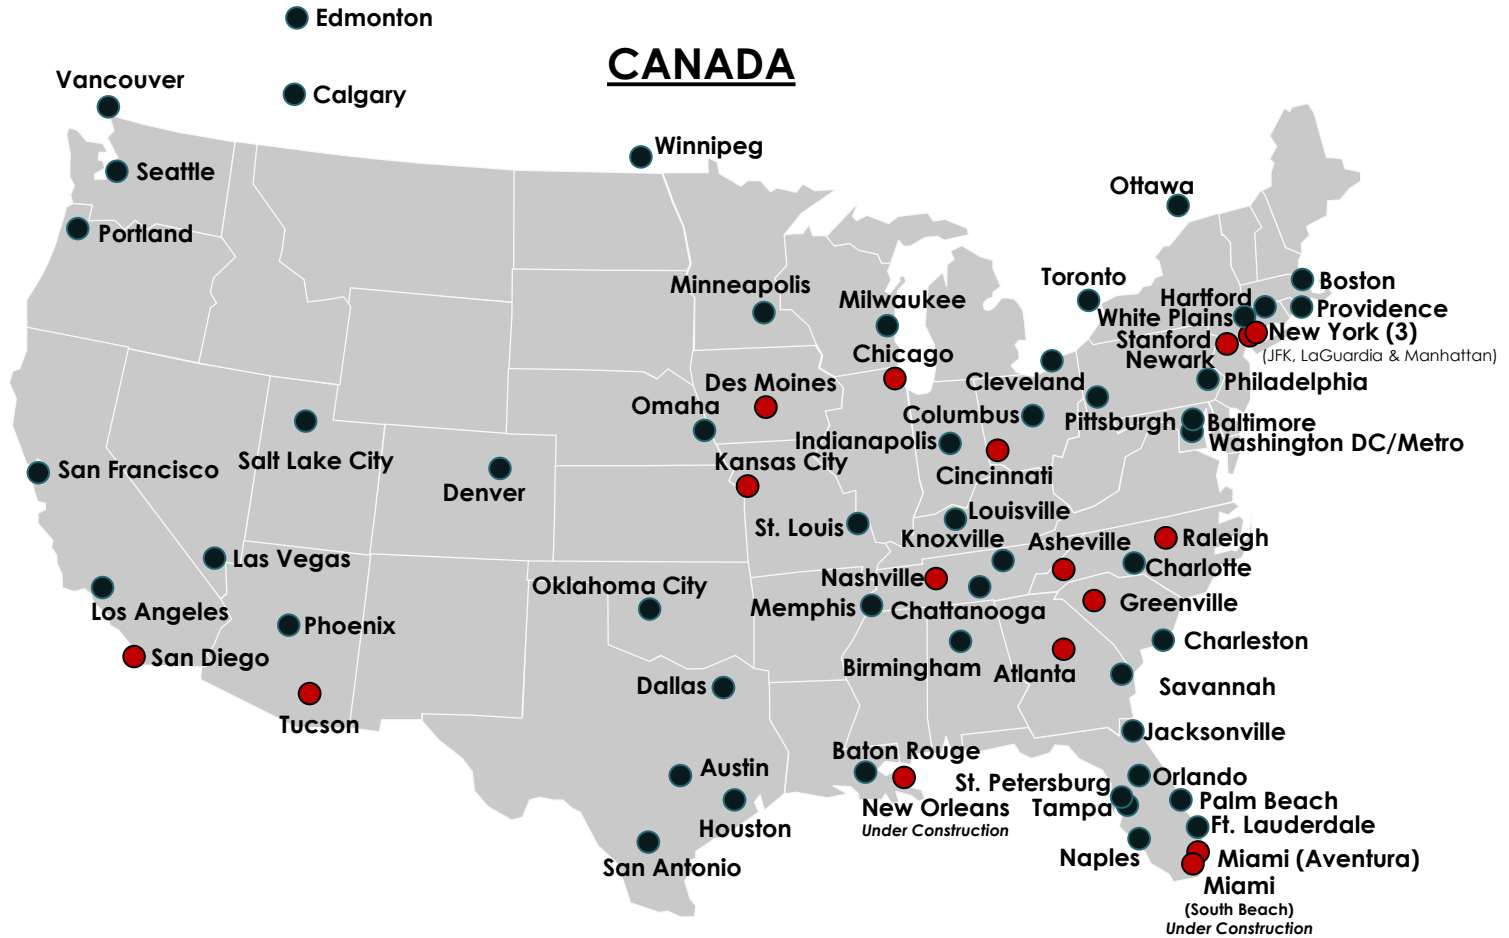 Edmonton
CANADA
Vancouver
Calgary
Winnipeg
Seattle
Ottawa
Portland
Toronto
Boston
Minneapolis
Milwaukee
Hartford
Providence
White Plains
New York (3)
Stanford
(JFK, LaGuardia & Manhattan)
Chicago
Newark
Des Moines
Cleveland
Philadelphia
Omaha
Columbus
Pittsburgh
Baltimore
Indianapolis
Washington DC/Metro
San Francisco
Salt Lake City
Kansas City
Cincinnati
Denver
Louisville
St. Louis
Knoxville
Asheville
Raleigh
Las Vegas
Charlotte
Oklahoma City
Nashville
Los Angeles
Memphis
Chattanooga
Greenville
Phoenix
Charleston
San Diego
Birmingham
Atlanta
Dallas
Savannah
Tucson
Jacksonville
Baton Rouge
Austin
St. Petersburg
Orlando
New Orleans
Tampa
Palm Beach
Under Construction
Houston
Ft. Lauderdale
San Antonio
Naples
Miami (Aventura)
Miami
(South Beach)
Under Construction